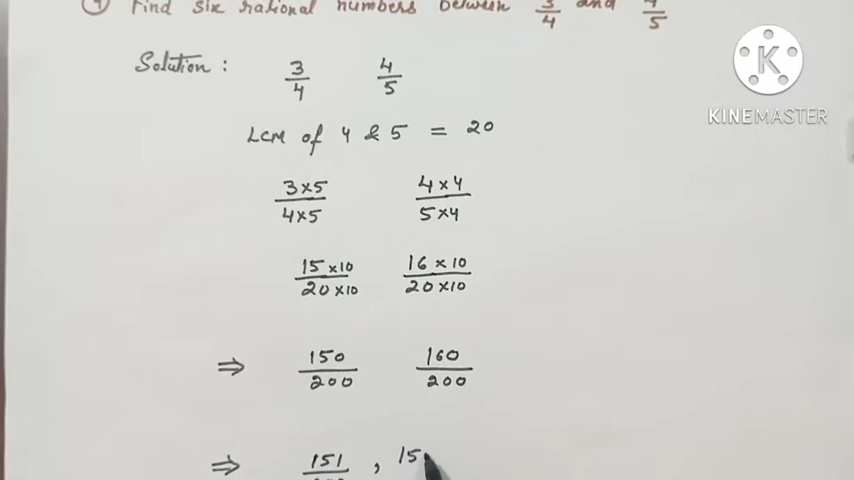 ④ Find six rational numbers between 3/4 and 4/5
Solution : 3/4 4/5
LCM of 4 & 5 = 20
3×5/4×5 4×4/5×4
15×10/20×10 16×10/20×10
⇒ 150/200 160/200
⇒ 151/200 , 15
K
KINEMASTER